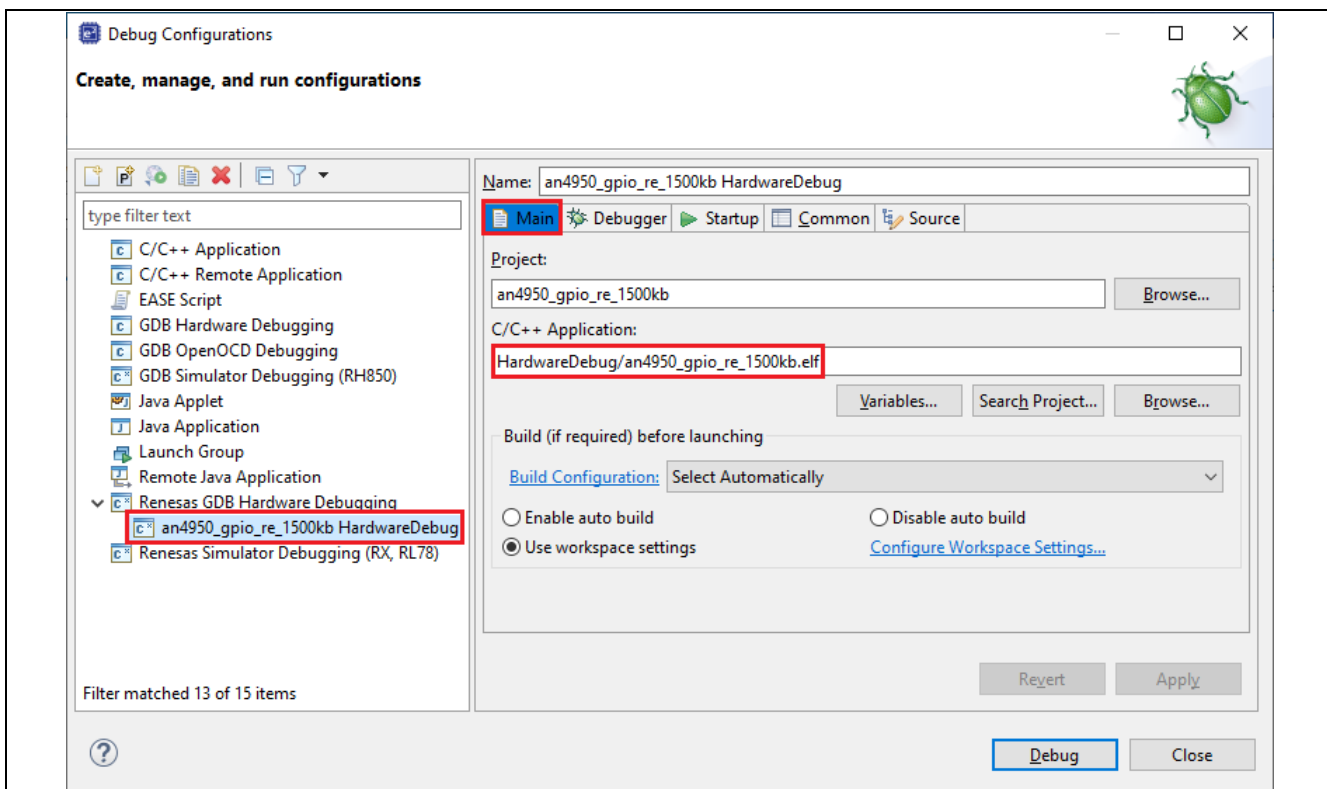 Debug Configurations
Create, manage, and run configurations
type filter text
C/C++ Application
C/C++ Remote Application
EASE Script
GDB Hardware Debugging
GDB OpenOCD Debugging
GDB Simulator Debugging (RH850)
Java Applet
Java Application
Launch Group
Remote Java Application
Renesas GDB Hardware Debugging
an4950_gpio_re_1500kb HardwareDebug
Renesas Simulator Debugging (RX, RL78)
Filter matched 13 of 15 items
Name: an4950_gpio_re_1500kb HardwareDebug
Main Debugger Startup Common Source
Project:
an4950_gpio_re_1500kb Browse...
C/C++ Application:
HardwareDebug/an4950_gpio_re_1500kb.elf
Variables... Search Project... Browse...
Build (if required) before launching
Build Configuration: Select Automatically
Enable auto build Disable auto build
Use workspace settings Configure Workspace Settings...
Revert Apply
Debug Close